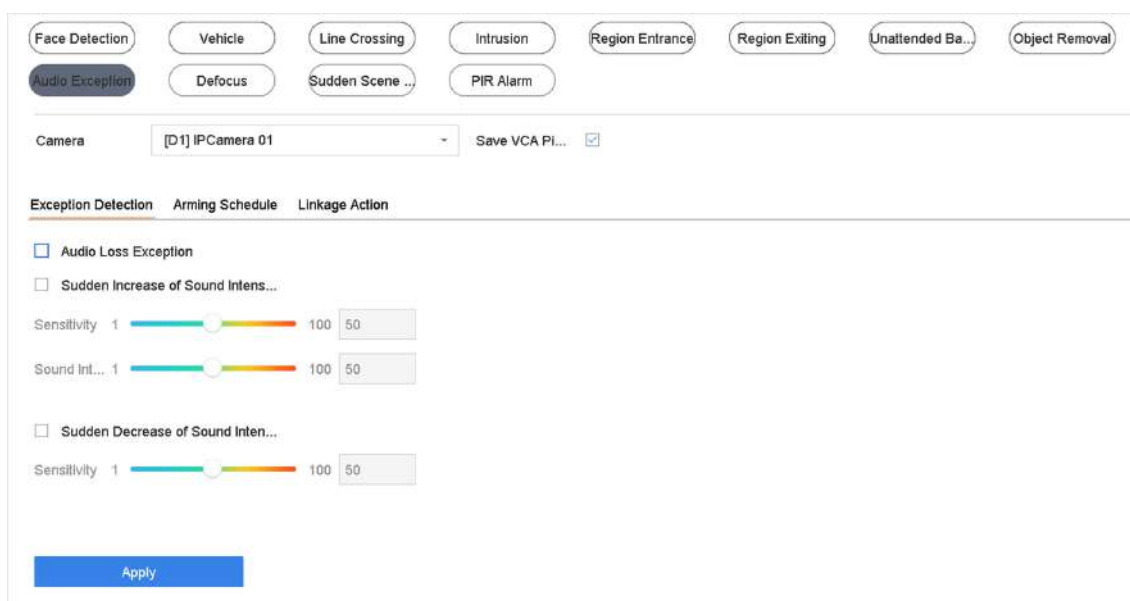 Face Detection Vehicle Line Crossing Intrusion Region Entrance Region Exiting Unattended Ba... Object Removal
Audio Exception Defocus Sudden Scene ... PIR Alarm
Camera [D1] IPCamera 01 Save VCA Pi...
Exception Detection Arming Schedule Linkage Action
Audio Loss Exception
Sudden Increase of Sound Intens...
Sensitivity 1 100 50
Sound Int... 1 100 50
Sudden Decrease of Sound Inten...
Sensitivity 1 100 50
Apply